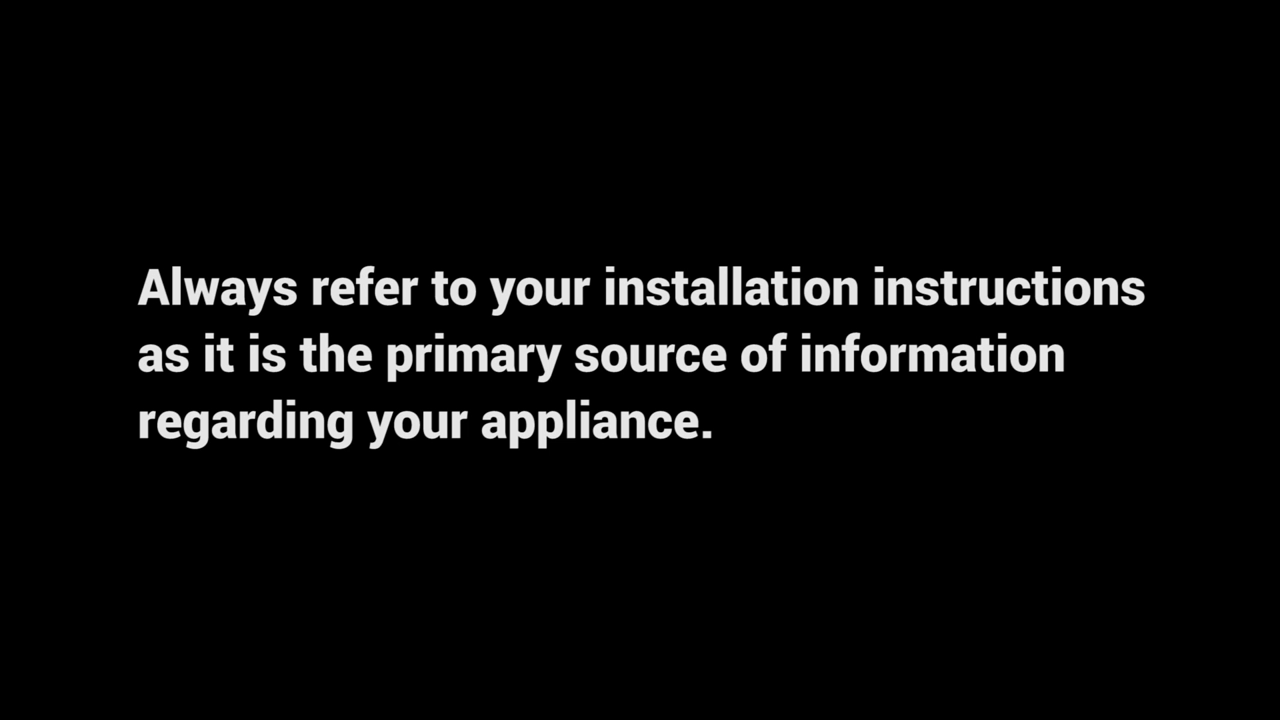 Always refer to your installation instructions
as it is the primary source of information
regarding your appliance.